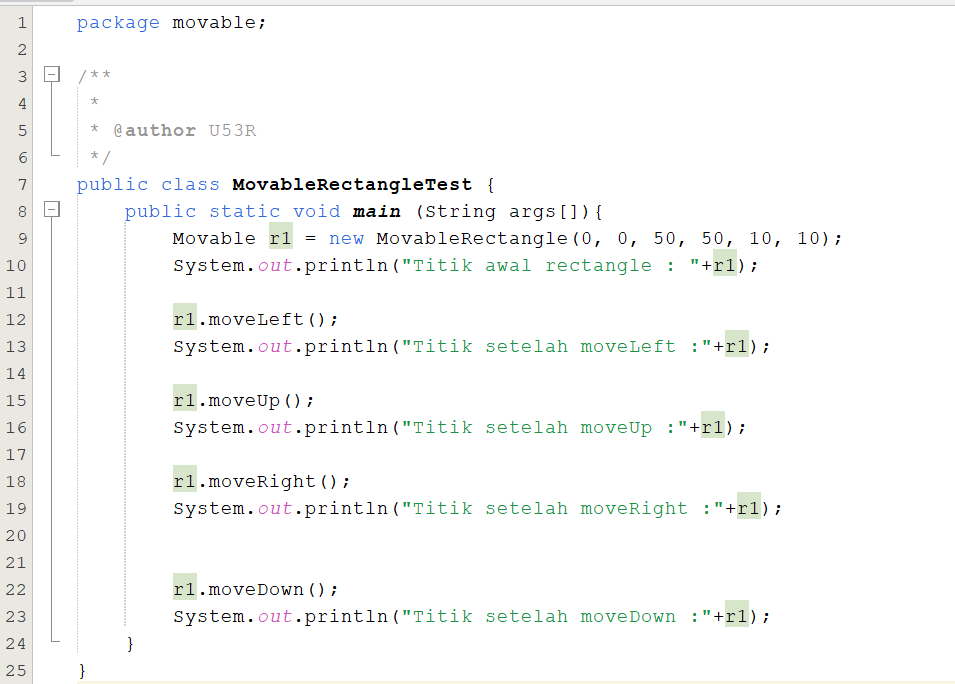 1 package movable;
2
3 /**
4 *
5 * @author U53R
6 */
7 public class MovableRectangleTest {
8 public static void main (String args[]){
9 Movable r1 = new MovableRectangle(0, 0, 50, 50, 10, 10);
10 System.out.println("Titik awal rectangle : "+r1);
11
12 r1.moveLeft();
13 System.out.println("Titik setelah moveLeft :"+r1);
14
15 r1.moveUp();
16 System.out.println("Titik setelah moveUp :"+r1);
17
18 r1.moveRight();
19 System.out.println("Titik setelah moveRight :"+r1);
20
21
22 r1.moveDown();
23 System.out.println("Titik setelah moveDown :"+r1);
24 }
25 }